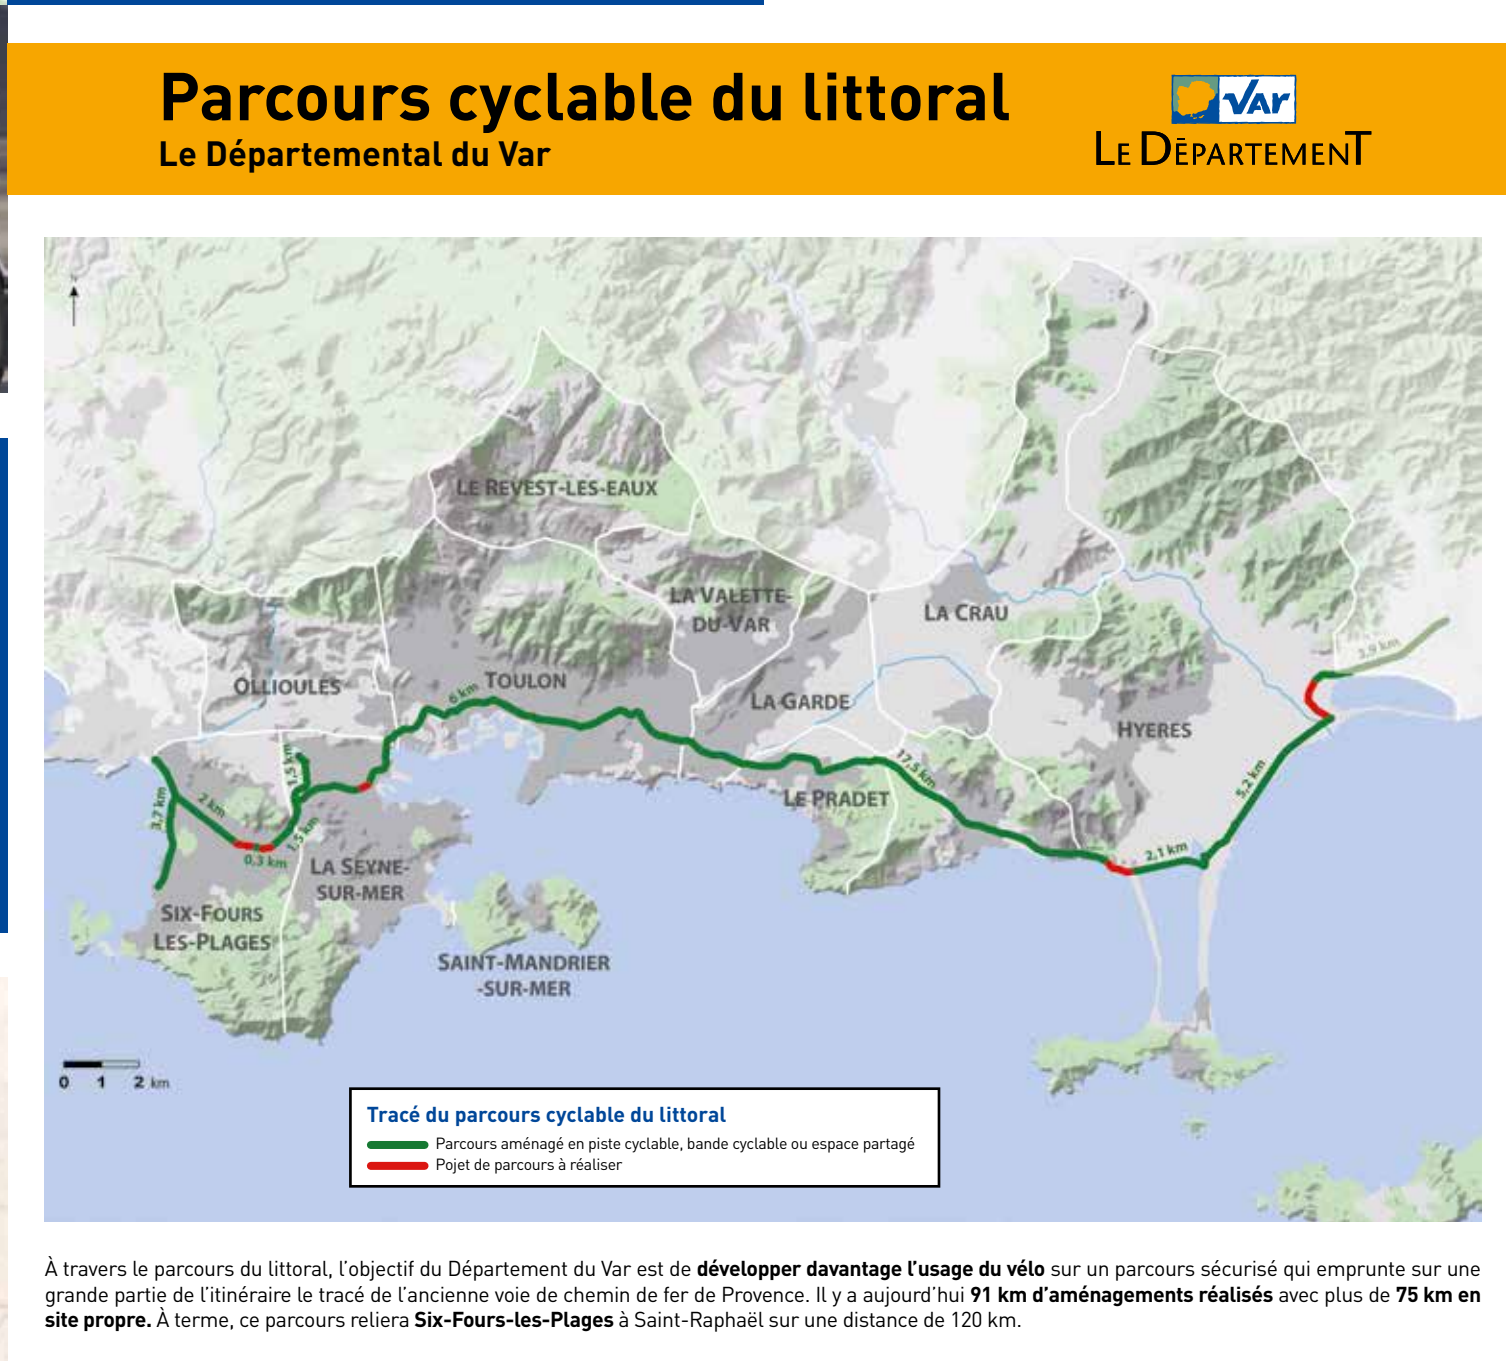 Parcours cyclable du littoral
Le Départemental du Var
VAr
LE DÉPARTEMENT
N
LE REVEST-LES-EAUX
LA VALETTE-
DU-VAR
LA CRAU
OLLIOULES
TOULON
6 km
LA GARDE
HYERES
3,9 km
17,5 km
5,2 km
1,5 km
3,7 km
2 km
LE PRADET
1,5 km
0,3 km
2,1 km
LA SEYNE-
SUR-MER
SIX-FOURS
LES-PLAGES
SAINT-MANDRIER
-SUR-MER
0 1 2 km
Tracé du parcours cyclable du littoral
Parcours aménagé en piste cyclable, bande cyclable ou espace partagé
Pojet de parcours à réaliser
À travers le parcours du littoral, l’objectif du Département du Var est de développer davantage l’usage du vélo sur un parcours sécurisé qui emprunte sur une
grande partie de l’itinéraire le tracé de l’ancienne voie de chemin de fer de Provence. Il y a aujourd’hui 91 km d’aménagements réalisés avec plus de 75 km en
site propre. À terme, ce parcours reliera Six-Fours-les-Plages à Saint-Raphaël sur une distance de 120 km.